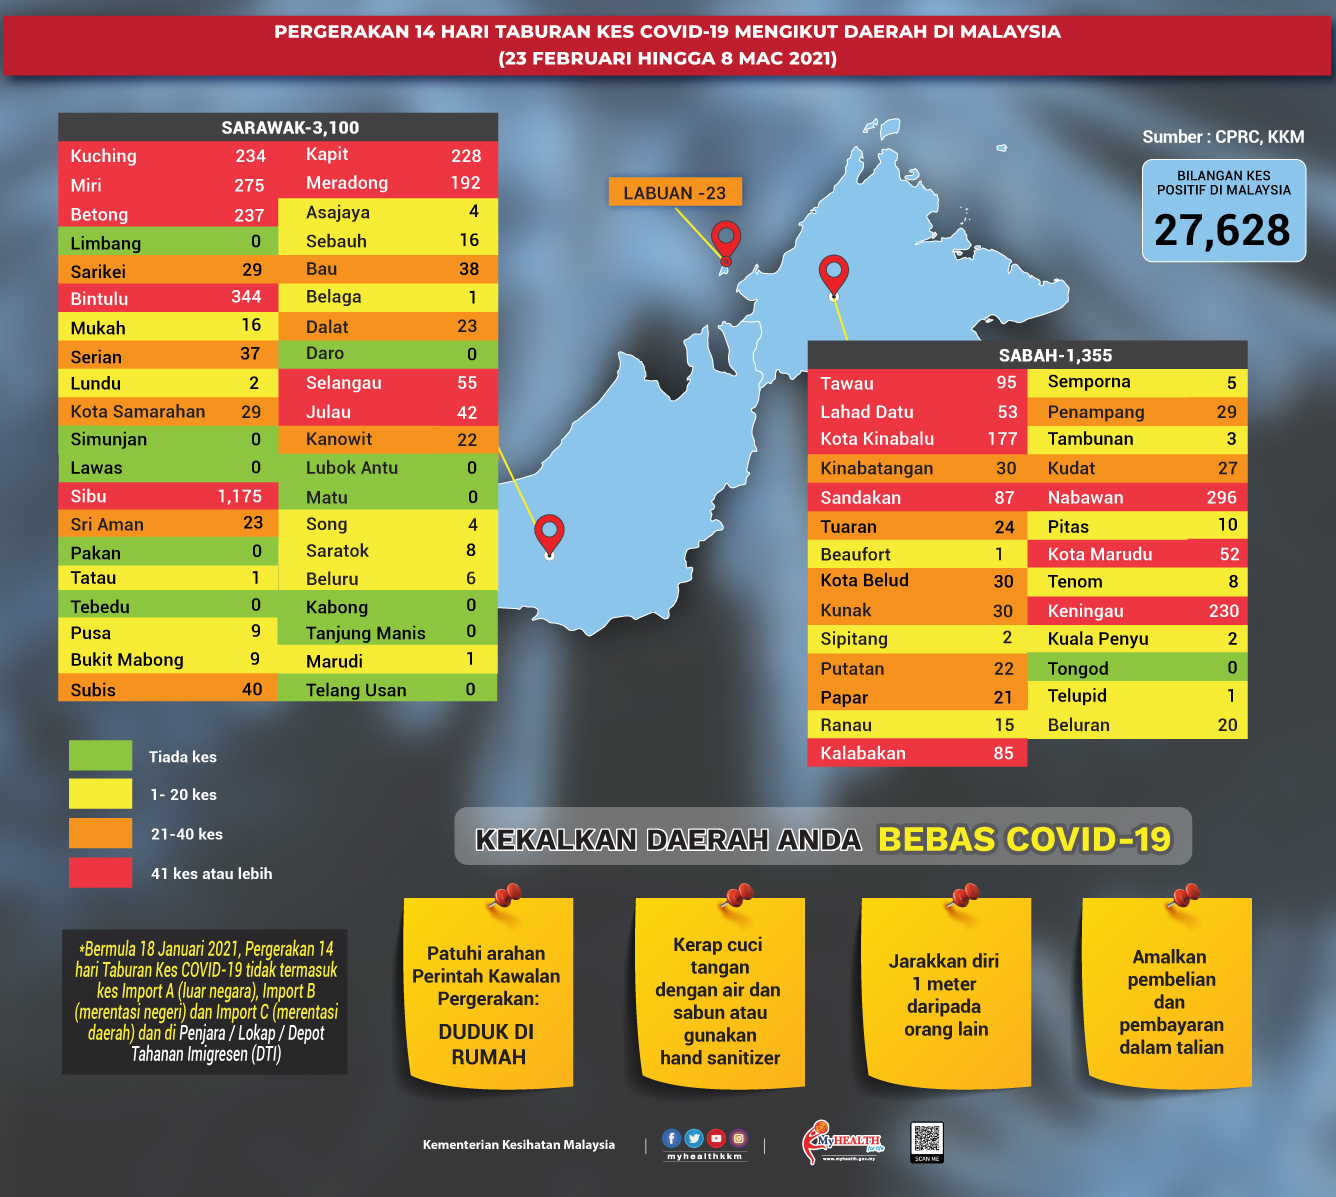 PERGERAKAN 14 HARI TABURAN KES COVID-19 MENGIKUT DAERAH DI MALAYSIA
(23 FEBRUARI HINGGA 8 MAC 2021)
Sumber : CPRC, KKM
BILANGAN KES
POSITIF DI MALAYSIA
27,628
SARAWAK-3,100
Kuching 234
Miri 275
Betong 237
Limbang 0
Sarikei 29
Bintulu 344
Mukah 16
Serian 37
Lundu 2
Kota Samarahan 29
Simunjan 0
Lawas 0
Sibu 1,175
Sri Aman 23
Pakan 0
Tatau 1
Tebedu 0
Pusa 9
Bukit Mabong 9
Subis 40
Kapit 228
Meradong 192
Asajaya 4
Sebauh 16
Bau 38
Belaga 1
Dalat 23
Daro 0
Selangau 55
Julau 42
Kanowit 22
Lubok Antu 0
Matu 0
Song 4
Saratok 8
Beluru 6
Kabong 0
Tanjung Manis 0
Marudi 1
Telang Usan 0
LABUAN -23
SABAH-1,355
Tawau 95
Lahad Datu 53
Kota Kinabalu 177
Kinabatangan 30
Sandakan 87
Tuaran 24
Beaufort 1
Kota Belud 30
Kunak 30
Sipitang 2
Putatan 22
Papar 21
Ranau 15
Kalabakan 85
Semporna 5
Penampang 29
Tambunan 3
Kudat 27
Nabawan 296
Pitas 10
Kota Marudu 52
Tenom 8
Keningau 230
Kuala Penyu 2
Tongod 0
Telupid 1
Beluran 20
Tiada kes
1- 20 kes
21-40 kes
41 kes atau lebih
*Bermula 18 Januari 2021, Pergerakan 14
hari Taburan Kes COVID-19 tidak termasuk
kes Import A (luar negara), Import B
(merentasi negeri) dan Import C (merentasi
daerah) dan di Penjara / Lokap / Depot
Tahanan Imigresen (DTI)
KEKALKAN DAERAH ANDA BEBAS COVID-19
Patuhi arahan
Perintah Kawalan
Pergerakan:
DUDUK DI
RUMAH
Kerap cuci
tangan
dengan air dan
sabun atau
gunakan
hand sanitizer
Jarakkan diri
1 meter
daripada
orang lain
Amalkan
pembelian
dan
pembayaran
dalam talian
Kementerian Kesihatan Malaysia
myhealthkkm
MyHEALTH
for life
www.myhealth.gov.my
SCAN ME